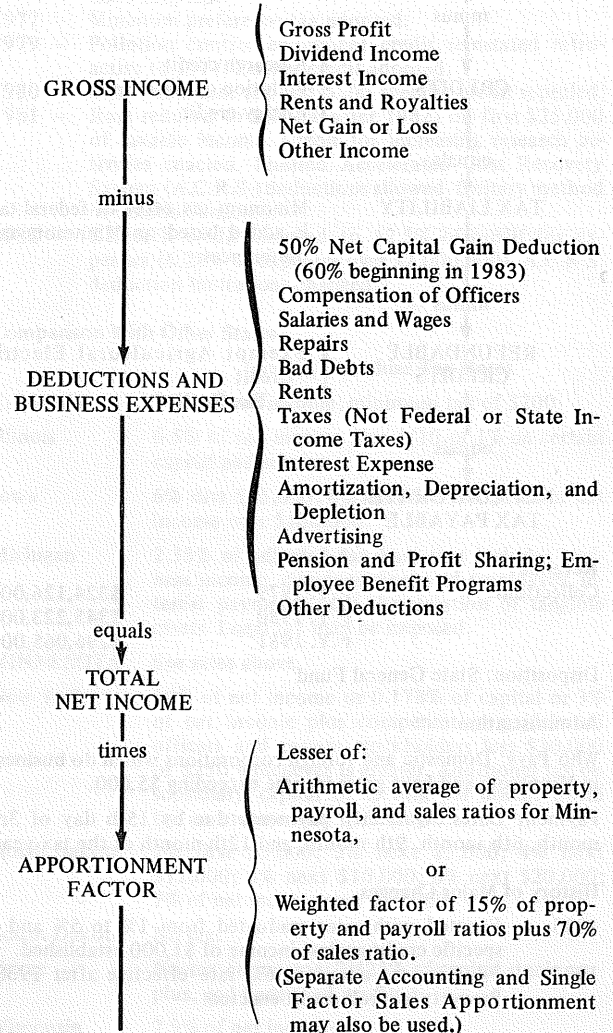 GROSS INCOME
Gross Profit
Dividend Income
Interest Income
Rents and Royalties
Net Gain or Loss
Other Income
minus
DEDUCTIONS AND
BUSINESS EXPENSES
50% Net Capital Gain Deduction
(60% beginning in 1983)
Compensation of Officers
Salaries and Wages
Repairs
Bad Debts
Rents
Taxes (Not Federal or State In-
come Taxes)
Interest Expense
Amortization, Depreciation, and
Depletion
Advertising
Pension and Profit Sharing; Em-
ployee Benefit Programs
Other Deductions
equals
TOTAL
NET INCOME
times
APPORTIONMENT
FACTOR
Lesser of:
Arithmetic average of property,
payroll, and sales ratios for Min-
nesota,
or
Weighted factor of 15% of prop-
erty and payroll ratios plus 70%
of sales ratio.
(Separate Accounting and Single
Factor Sales Apportionment
may also be used.)